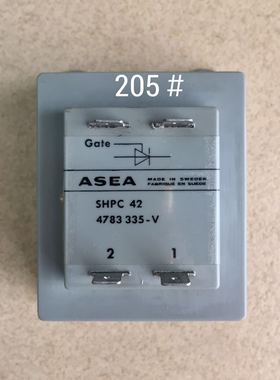 205 #
Gate
ASEA
MADE IN SWEDEN
FABRIQUE EN SUEDE
SHPC 42
4783 335-V
2 1